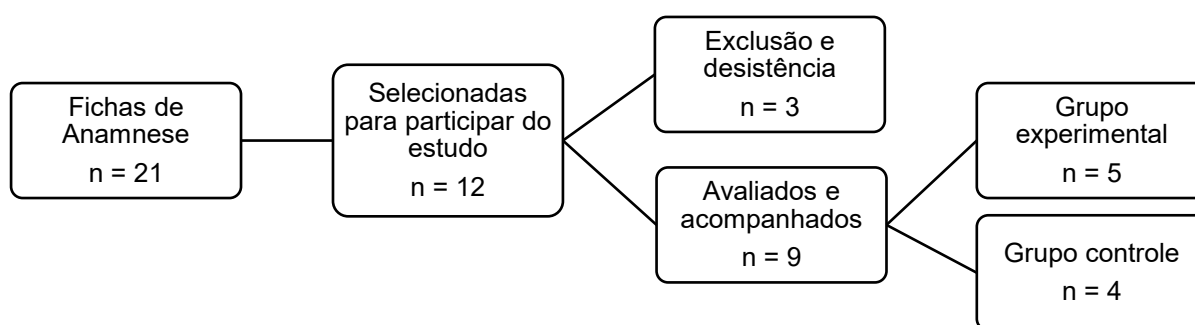 Fichas de
Anamnese
n = 21
Selecionadas
para participar do
estudo
n = 12
Exclusão e
desistência
n = 3
Avaliados e
acompanhados
n = 9
Grupo
experimental
n = 5
Grupo controle
n = 4